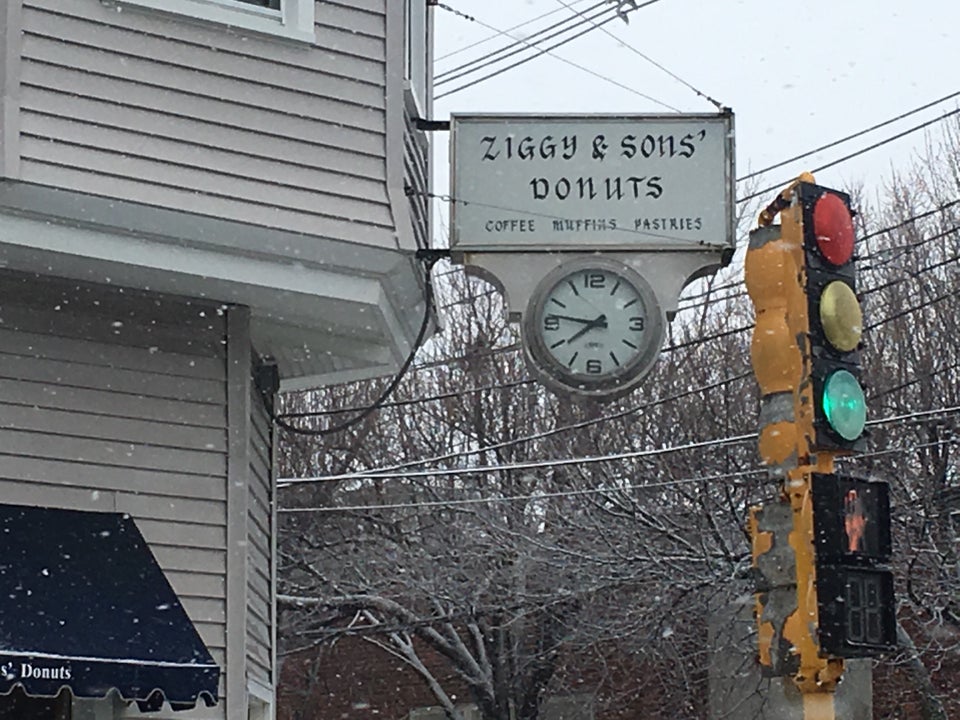 ZIGGY & SONS'
DONUTS
COFFEE MUFFINS PASTRIES
12
9 3
6
s' Donuts